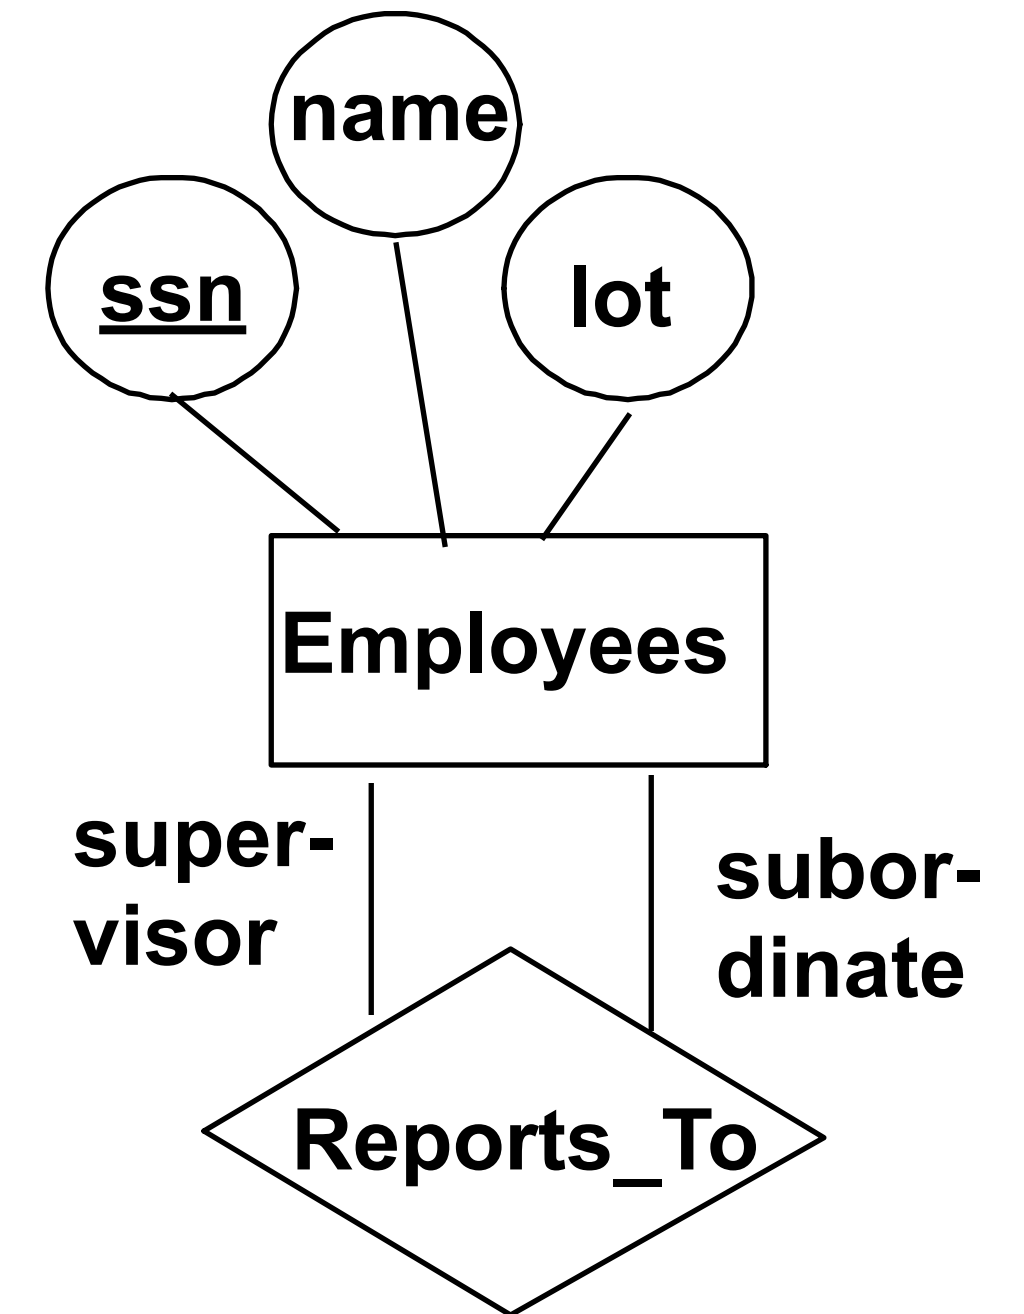 name
ssn
lot
Employees
super-
visor
subor-
dinate
Reports_To